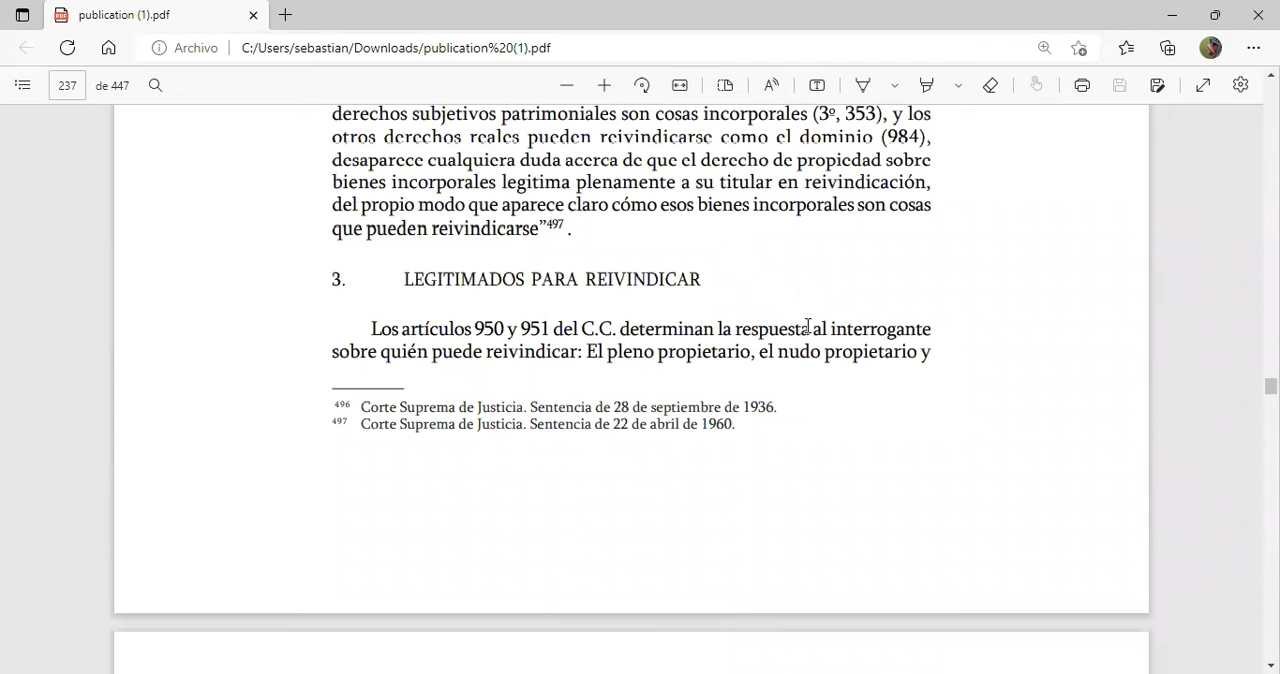 publication (1).pdf
Archivo
C:/Users/sebastian/Downloads/publication%20(1).pdf
237
de 447
derechos subjetivos patrimoniales son cosas incorporales (3º, 353), y los
otros derechos reales pueden reivindicarse como el dominio (984),
desaparece cualquiera duda acerca de que el derecho de propiedad sobre
bienes incorporales legitima plenamente a su titular en reivindicación,
del propio modo que aparece claro cómo esos bienes incorporales son cosas
que pueden reivindicarse”497 .
3. LEGITIMADOS PARA REIVINDICAR
Los artículos 950 y 951 del C.C. determinan la respuesta al interrogante
sobre quién puede reivindicar: El pleno propietario, el nudo propietario y
496 Corte Suprema de Justicia. Sentencia de 28 de septiembre de 1936.
497 Corte Suprema de Justicia. Sentencia de 22 de abril de 1960.